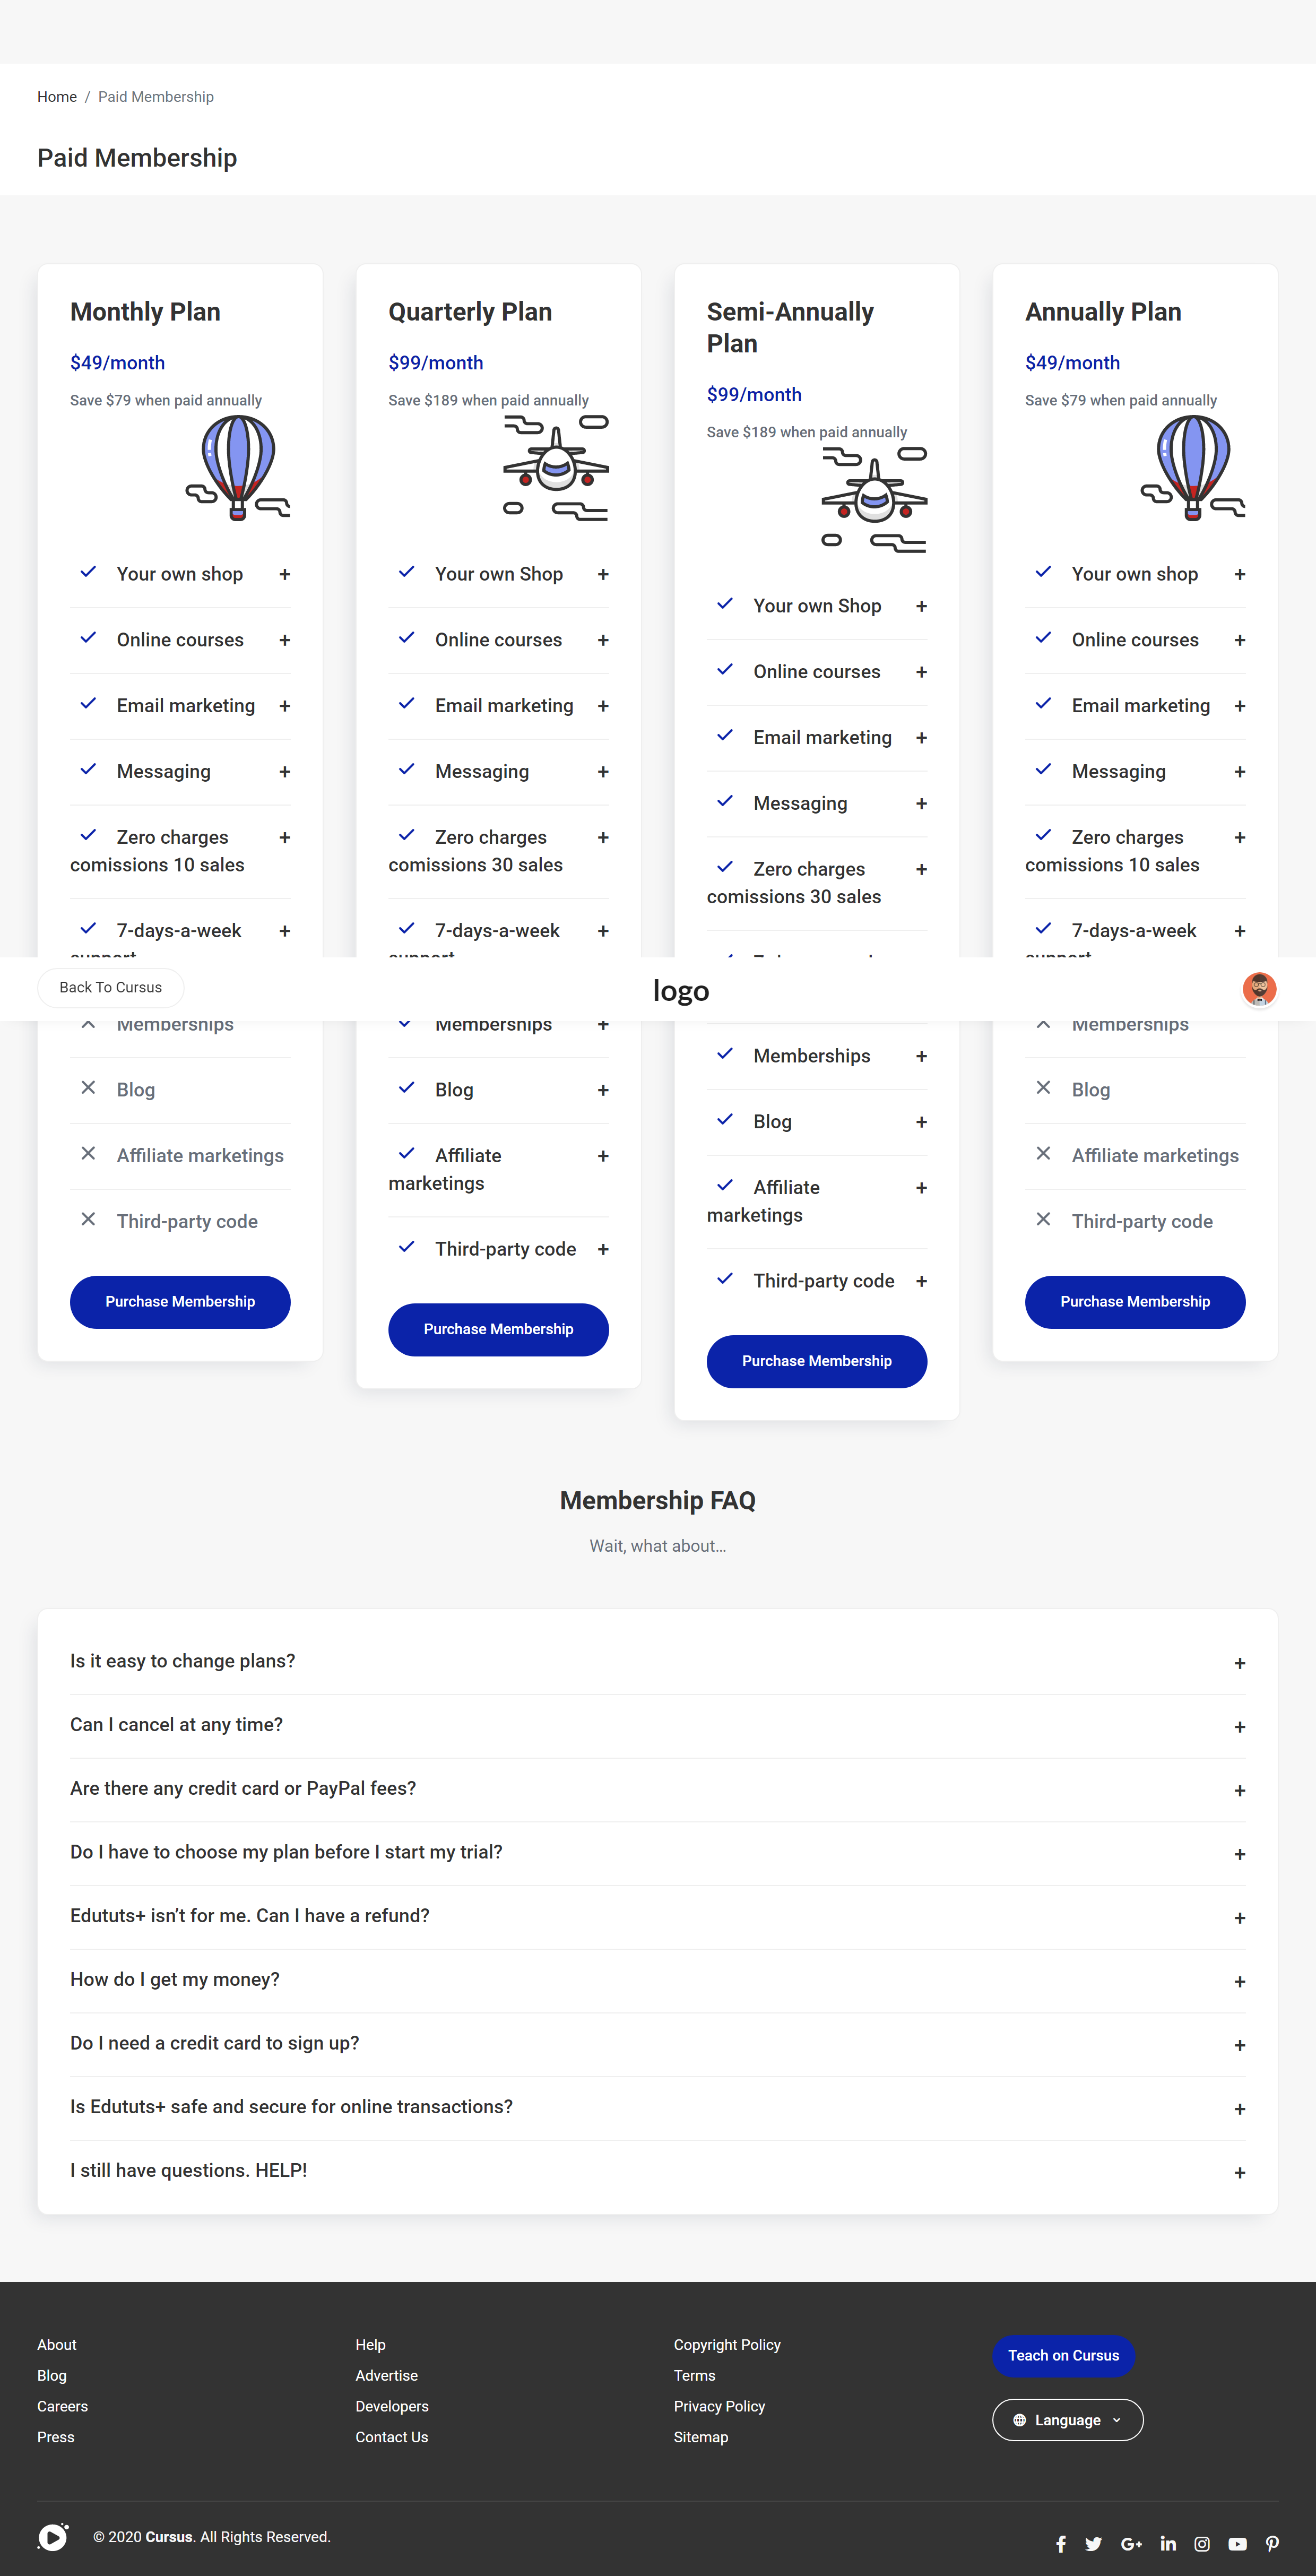 Home / Paid Membership
Paid Membership
Monthly Plan
$49/month
Save $79 when paid annually
Your own shop +
Online courses +
Email marketing +
Messaging +
Zero charges +
comissions 10 sales
7-days-a-week +
support
Memberships
Blog
Affiliate marketings
Third-party code
Purchase Membership
Quarterly Plan
$99/month
Save $189 when paid annually
Your own Shop +
Online courses +
Email marketing +
Messaging +
Zero charges +
comissions 30 sales
7-days-a-week +
support
Memberships +
Blog +
Affiliate +
marketings
Third-party code +
Purchase Membership
Semi-Annually
Plan
$99/month
Save $189 when paid annually
Your own Shop +
Online courses +
Email marketing +
Messaging +
Zero charges +
comissions 30 sales
Memberships +
Blog +
Affiliate +
marketings
Third-party code +
Purchase Membership
Annually Plan
$49/month
Save $79 when paid annually
Your own shop +
Online courses +
Email marketing +
Messaging +
Zero charges +
comissions 10 sales
7-days-a-week +
support
Memberships
Blog
Affiliate marketings
Third-party code
Purchase Membership
Back To Cursus
logo
Membership FAQ
Wait, what about...
Is it easy to change plans? +
Can I cancel at any time? +
Are there any credit card or PayPal fees? +
Do I have to choose my plan before I start my trial? +
Edututs+ isn’t for me. Can I have a refund? +
How do I get my money? +
Do I need a credit card to sign up? +
Is Edututs+ safe and secure for online transactions? +
I still have questions. HELP! +
About
Blog
Careers
Press
Help
Advertise
Developers
Contact Us
Copyright Policy
Terms
Privacy Policy
Sitemap
Teach on Cursus
Language
© 2020 Cursus. All Rights Reserved.